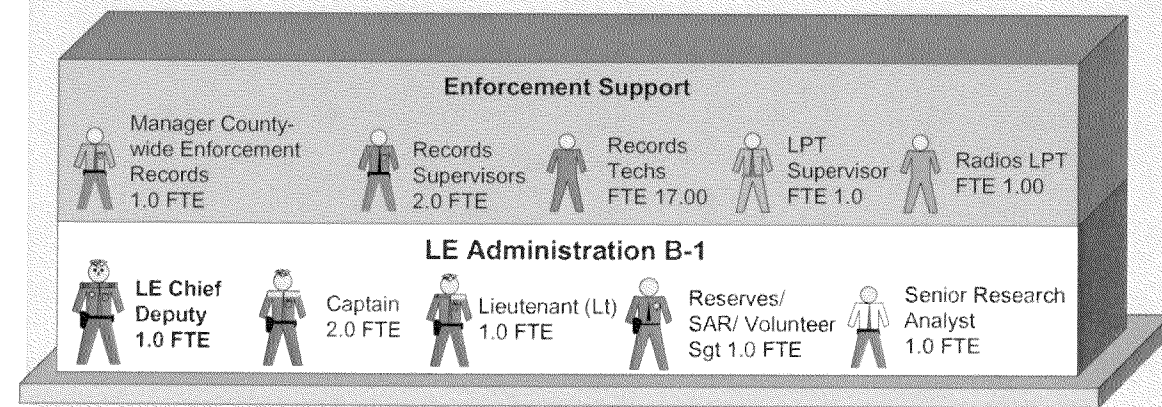 Enforcement Support
Manager County-
wide Enforcement
Records
1.0 FTE
Records
Supervisors
2.0 FTE
Records
Techs
FTE 17.00
LPT
Supervisor
FTE 1.0
Radios LPT
FTE 1.00
LE Administration B-1
LE Chief
Deputy
1.0 FTE
Captain
2.0 FTE
Lieutenant (Lt)
1.0 FTE
Reserves/
SAR/ Volunteer
Sgt 1.0 FTE
Senior Research
Analyst
1.0 FTE